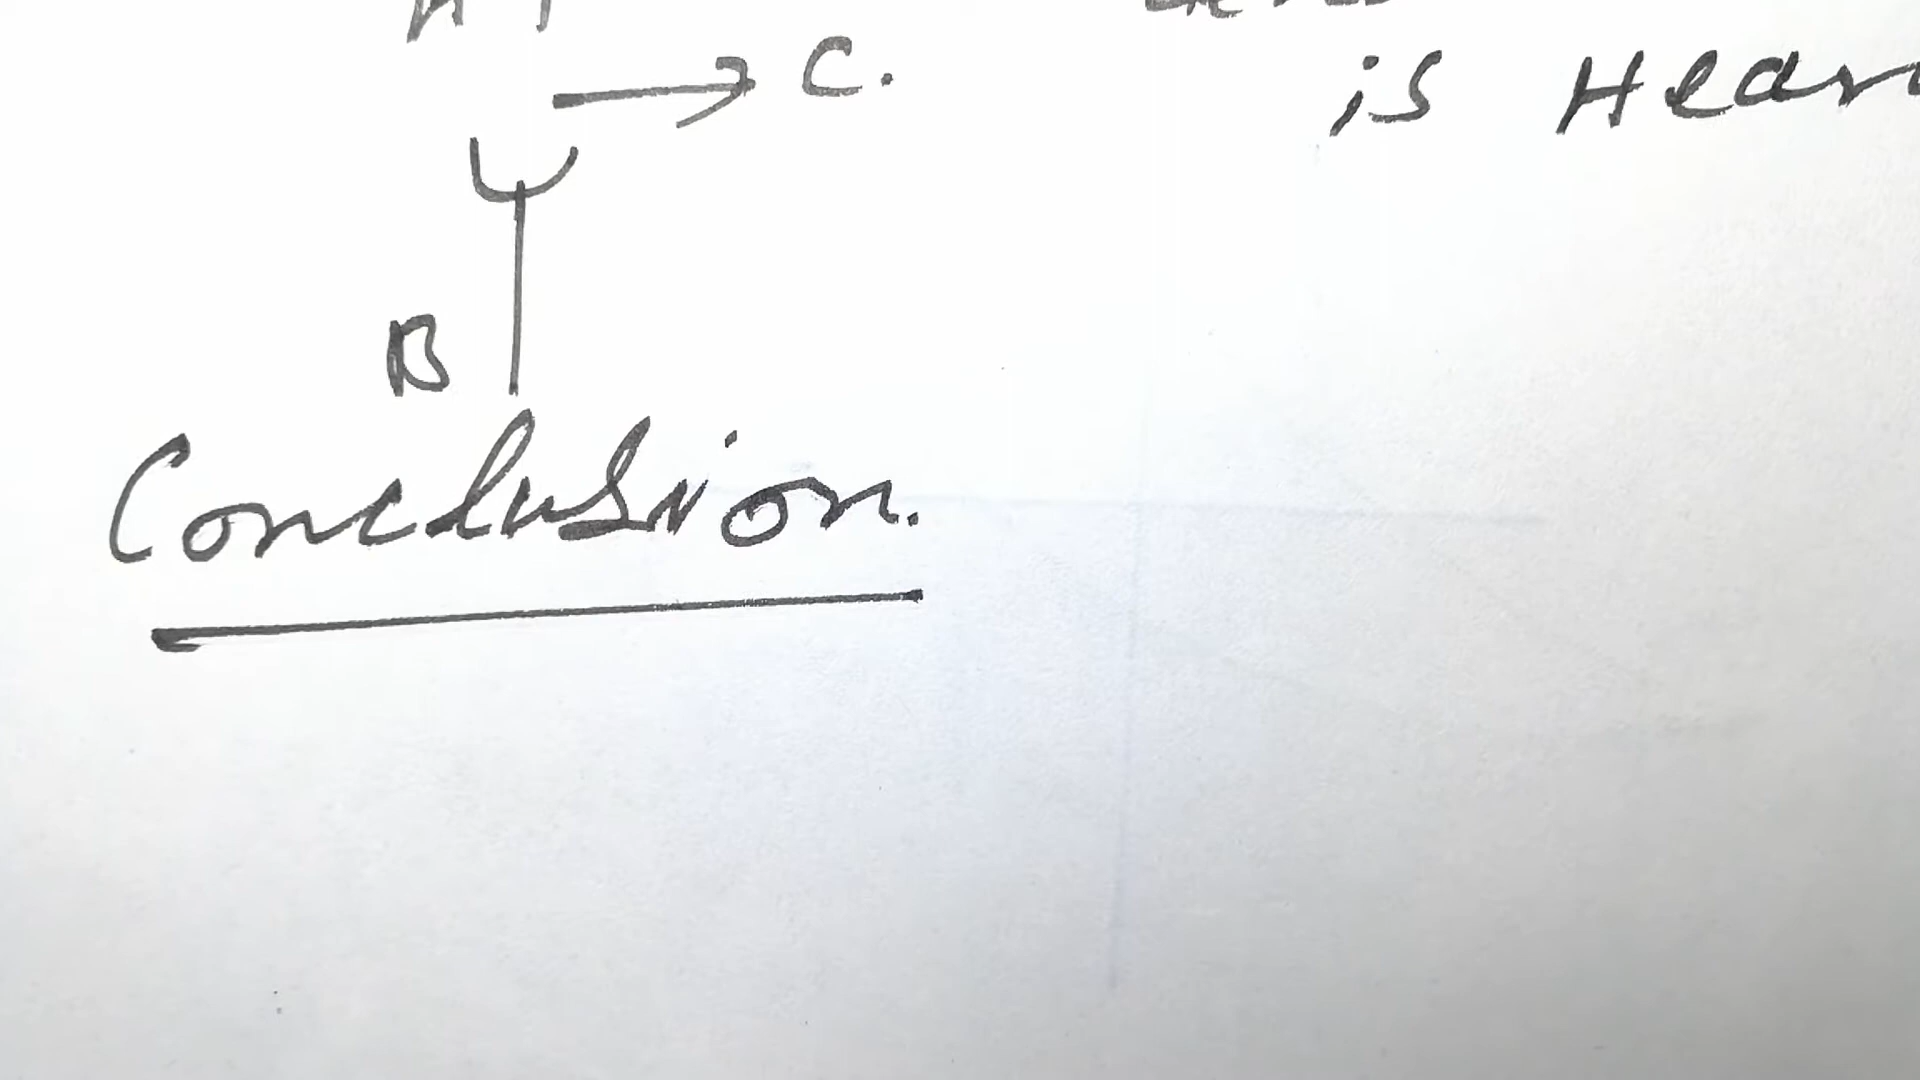 C.
is Hear
B
Conclusion.